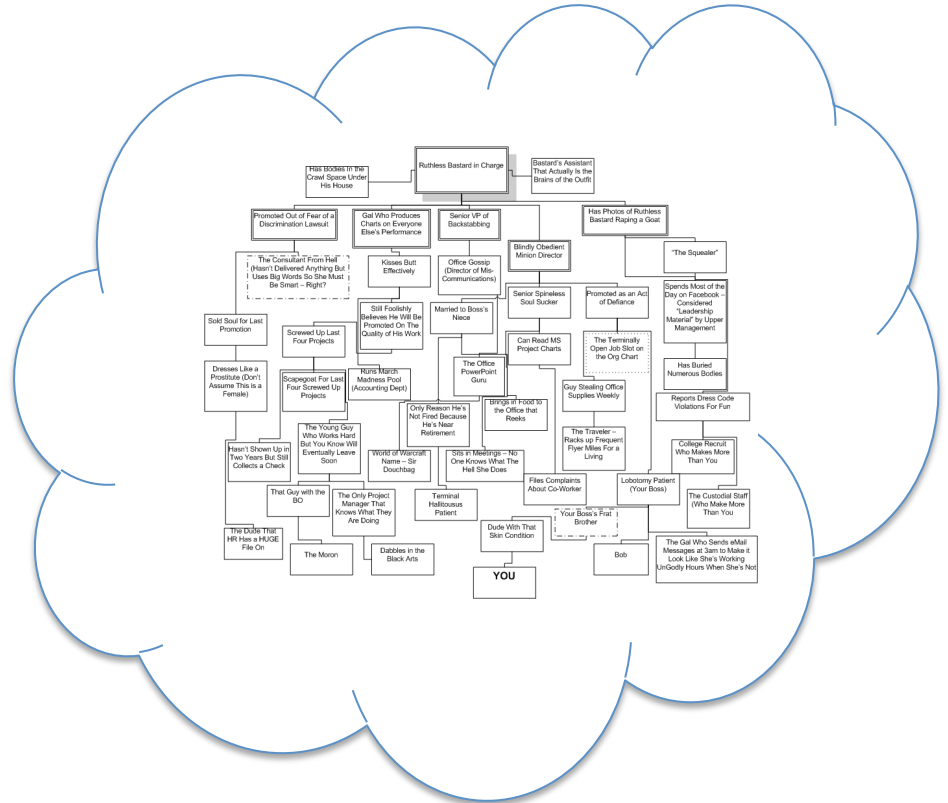 Ruthless Bastard in Charge
Has Bodies In the
Crawl Space Under
His House
Bastard's Assistant
That Actually Is the
Brains of the Outfit
Promoted Out of Fear of a
Discrimination Lawsuit
Gal Who Produces
Charts on Everyone
Else's Performance
Senior VP of
Backstabbing
Blindly Obedient
Minion Director
Has Photos of Ruthless
Bastard Raping a Goat
"The Squealer"
The Consultant From Hell
(Hasn't Delivered Anything But
Uses Big Words So She Must
Be Smart – Right?
Kisses Butt
Effectively
Office Gossip
(Director of Mis-
Communications)
Senior Spineless
Soul Sucker
Promoted as an Act
of Defiance
Spends Most of the
Day on Facebook –
Considered
"Leadership
Material" by Upper
Management
Sold Soul for Last
Promotion
Screwed Up Last
Four Projects
Still Foolishly
Believes He Will Be
Promoted On The
Quality of His Work
Married to Boss's
Niece
Can Read MS
Project Charts
The Terminally
Open Job Slot on
the Org Chart
Has Buried
Numerous Bodies
Dresses Like a
Prostitute (Don't
Assume This is a
Female)
Scapegoat For Last
Four Screwed Up
Projects
Runs March
Madness Pool
(Accounting Dept)
The Office
PowerPoint
Guru
Guy Stealing Office
Supplies Weekly
Reports Dress Code
Violations For Fun
Only Reason He's
Not Fired Because
He's Near
Retirement
Brings in Food to
the Office that
Reeks
The Young Guy
Who Works Hard
But You Know Will
Eventually Leave
Soon
The Traveler –
Racks up Frequent
Flyer Miles For a
Living
College Recruit
Who Makes More
Than You
Hasn't Shown Up in
Two Years But Still
Collects a Check
World of Warcraft
Name – Sir
Douchbag
Sits in Meetings – No
One Knows What The
Hell She Does
Files Complaints
About Co-Worker
Lobotomy Patient
(Your Boss)
That Guy with the
BO
The Only Project
Manager That
Knows What They
Are Doing
Terminal
Hallitousus
Patient
The Custodial Staff
(Who Make More
Than You
Your Boss's Frat
Brother
Dude With That
Skin Condition
The Dude That
HR Has a HUGE
File On
The Moron
Dabbles in the
Black Arts
Bob
The Gal Who Sends eMail
Messages at 3am to Make it
Look Like She's Working
UnGodly Hours When She's Not
YOU